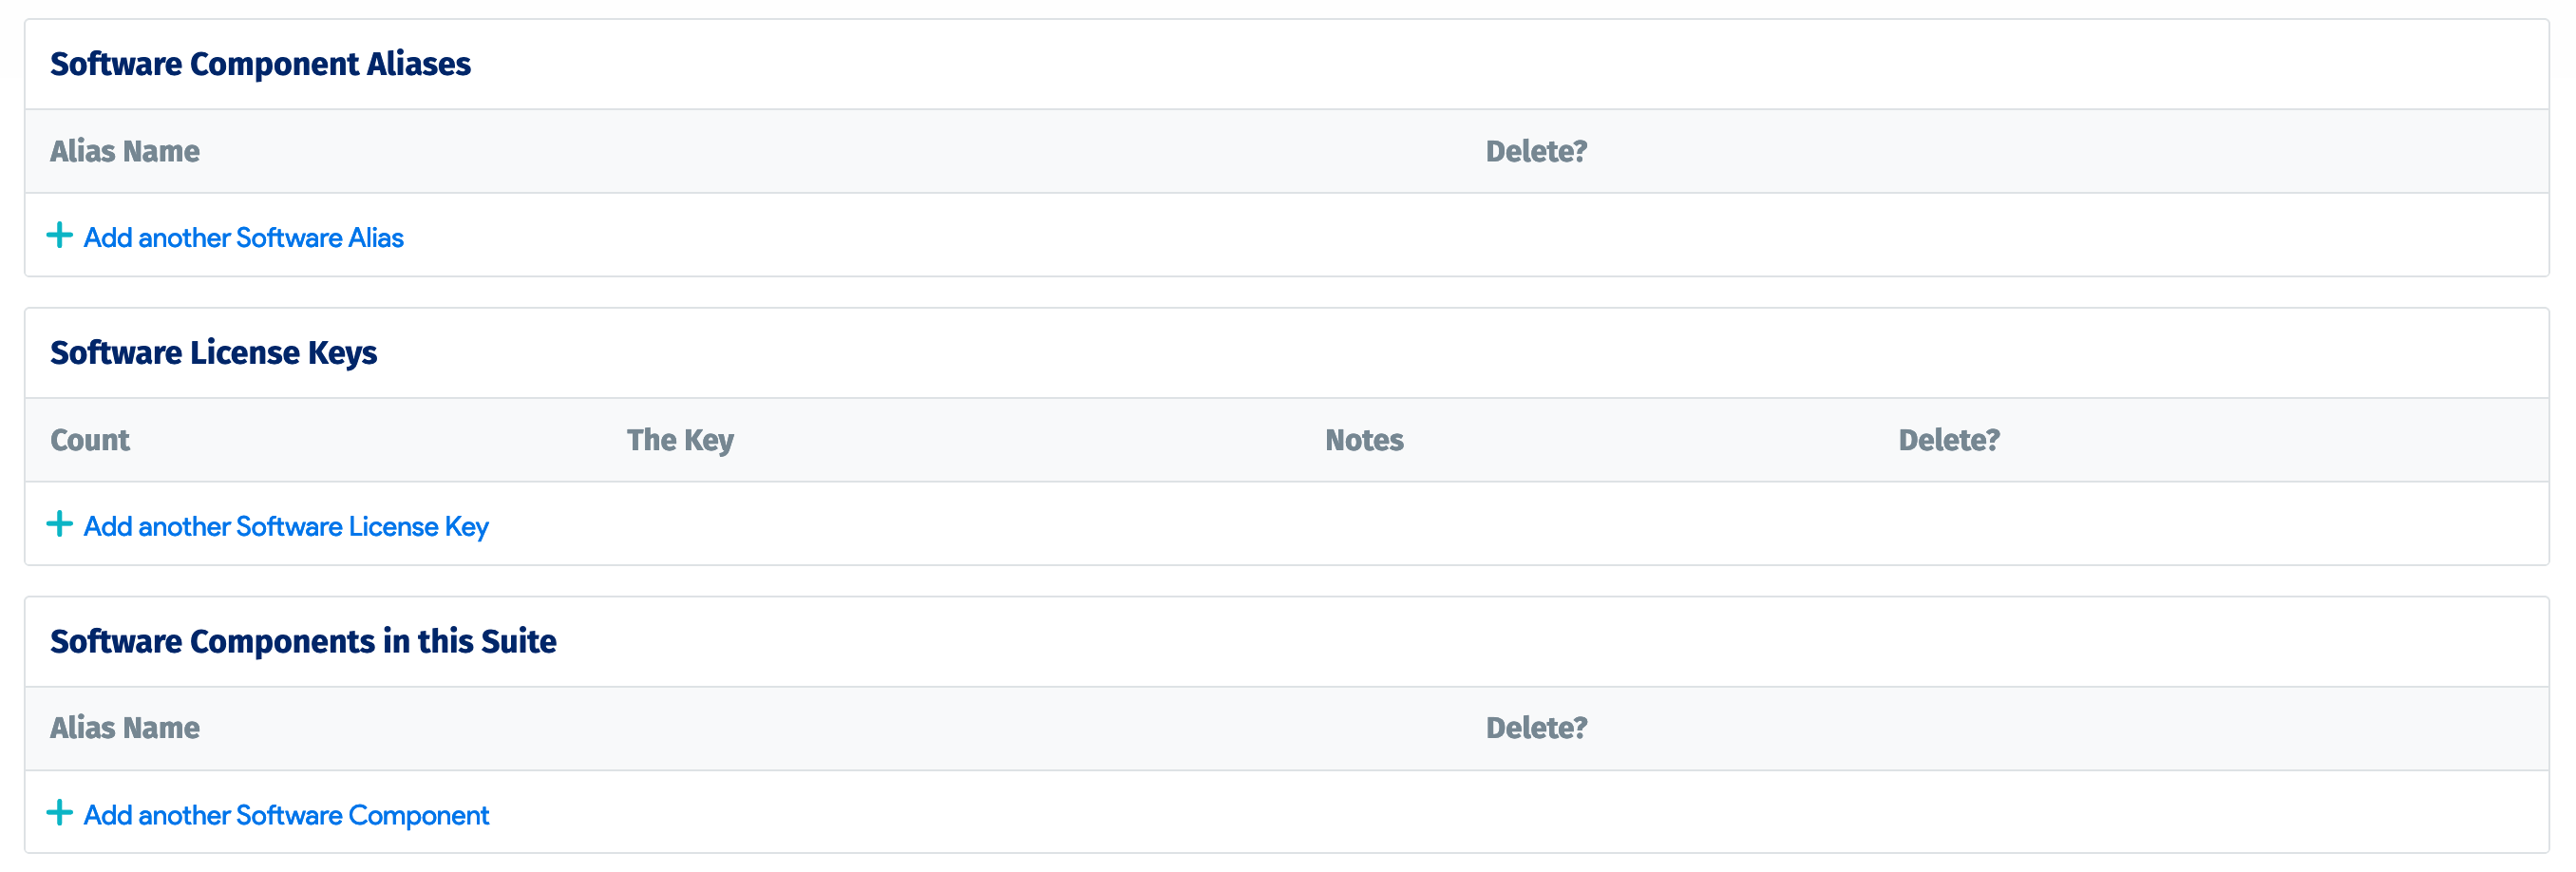 Software Component Aliases
Alias Name Delete?
Add another Software Alias
Software License Keys
Count The Key Notes Delete?
Add another Software License Key
Software Components in this Suite
Alias Name Delete?
Add another Software Component